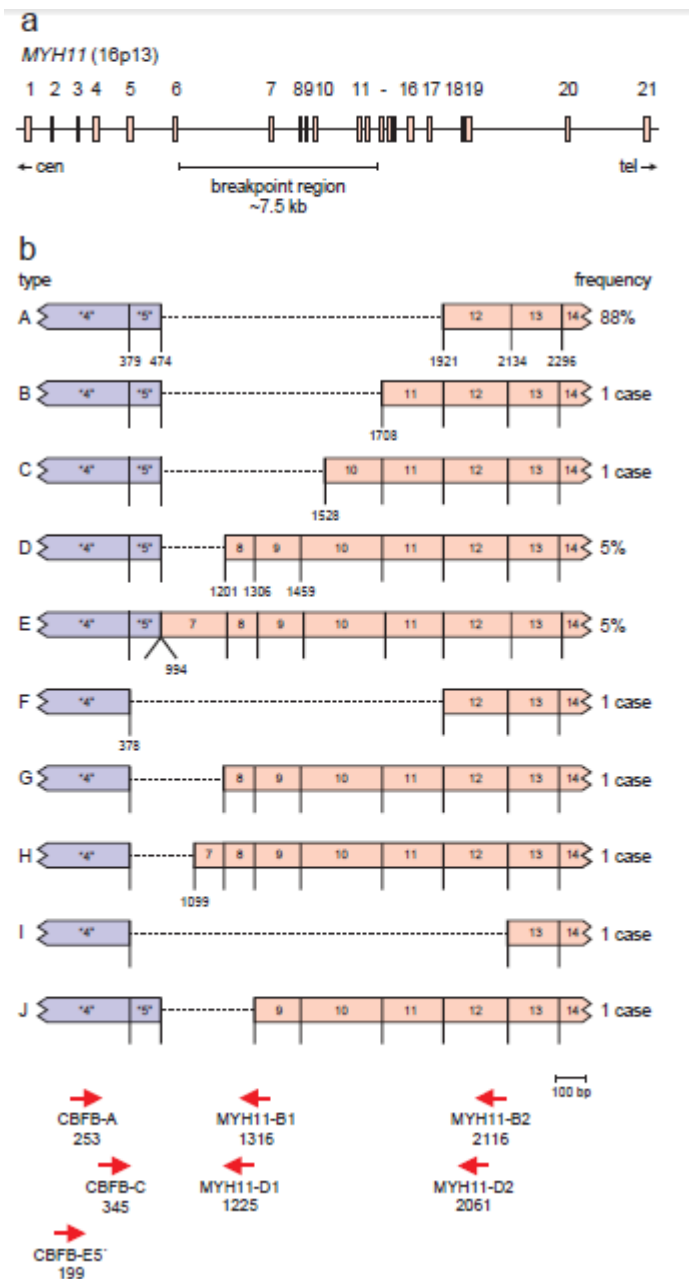 a
MYH11 (16p13)
1 2 3 4 5 6 7 8910 11 - 16 17 1819 20 21
←cen
tel→
breakpoint region
~7.5 kb
b
type frequency
A "4" "5" 12 13 14 88%
379 474 1921 2134 2296
B "4" "5" 11 12 13 14 1 case
1708
C "4" "5" 10 11 12 13 14 1 case
1528
D "4" "5" 8 9 10 11 12 13 14 5%
1201 1306 1459
E "4" "5" 7 8 9 10 11 12 13 14 5%
994
F "4" 12 13 14 1 case
378
G "4" 8 9 10 11 12 13 14 1 case
H "4" 7 8 9 10 11 12 13 14 1 case
1099
I "4" 13 14 1 case
J "4" "5" 9 10 11 12 13 14 1 case
100 bp
CBFB-A MYH11-B1 MYH11-B2
253 1316 2116
CBFB-C MYH11-D1 MYH11-D2
345 1225 2061
CBFB-E5'
199